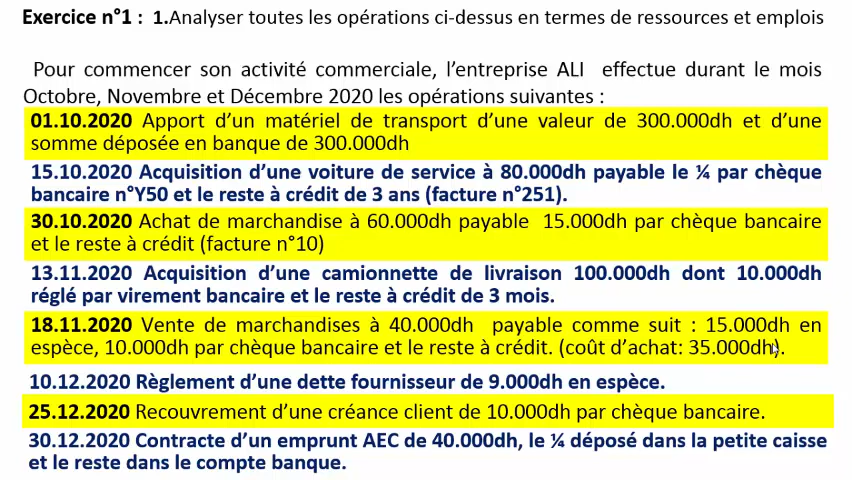 Exercice n°1 : 1.Analyser toutes les opérations ci-dessus en termes de ressources et emplois
Pour commencer son activité commerciale, l'entreprise ALI effectue durant le mois
Octobre, Novembre et Décembre 2020 les opérations suivantes :
01.10.2020 Apport d'un matériel de transport d'une valeur de 300.000dh et d'une
somme déposée en banque de 300.000dh
15.10.2020 Acquisition d'une voiture de service à 80.000dh payable le ¼ par chèque
bancaire n°Y50 et le reste à crédit de 3 ans (facture n°251).
30.10.2020 Achat de marchandise à 60.000dh payable 15.000dh par chèque bancaire
et le reste à crédit (facture n°10)
13.11.2020 Acquisition d'une camionnette de livraison 100.000dh dont 10.000dh
réglé par virement bancaire et le reste à crédit de 3 mois.
18.11.2020 Vente de marchandises à 40.000dh payable comme suit : 15.000dh en
espèce, 10.000dh par chèque bancaire et le reste à crédit. (coût d'achat: 35.000dh).
10.12.2020 Règlement d'une dette fournisseur de 9.000dh en espèce.
25.12.2020 Recouvrement d'une créance client de 10.000dh par chèque bancaire.
30.12.2020 Contracte d'un emprunt AEC de 40.000dh, le ¼ déposé dans la petite caisse
et le reste dans le compte banque.